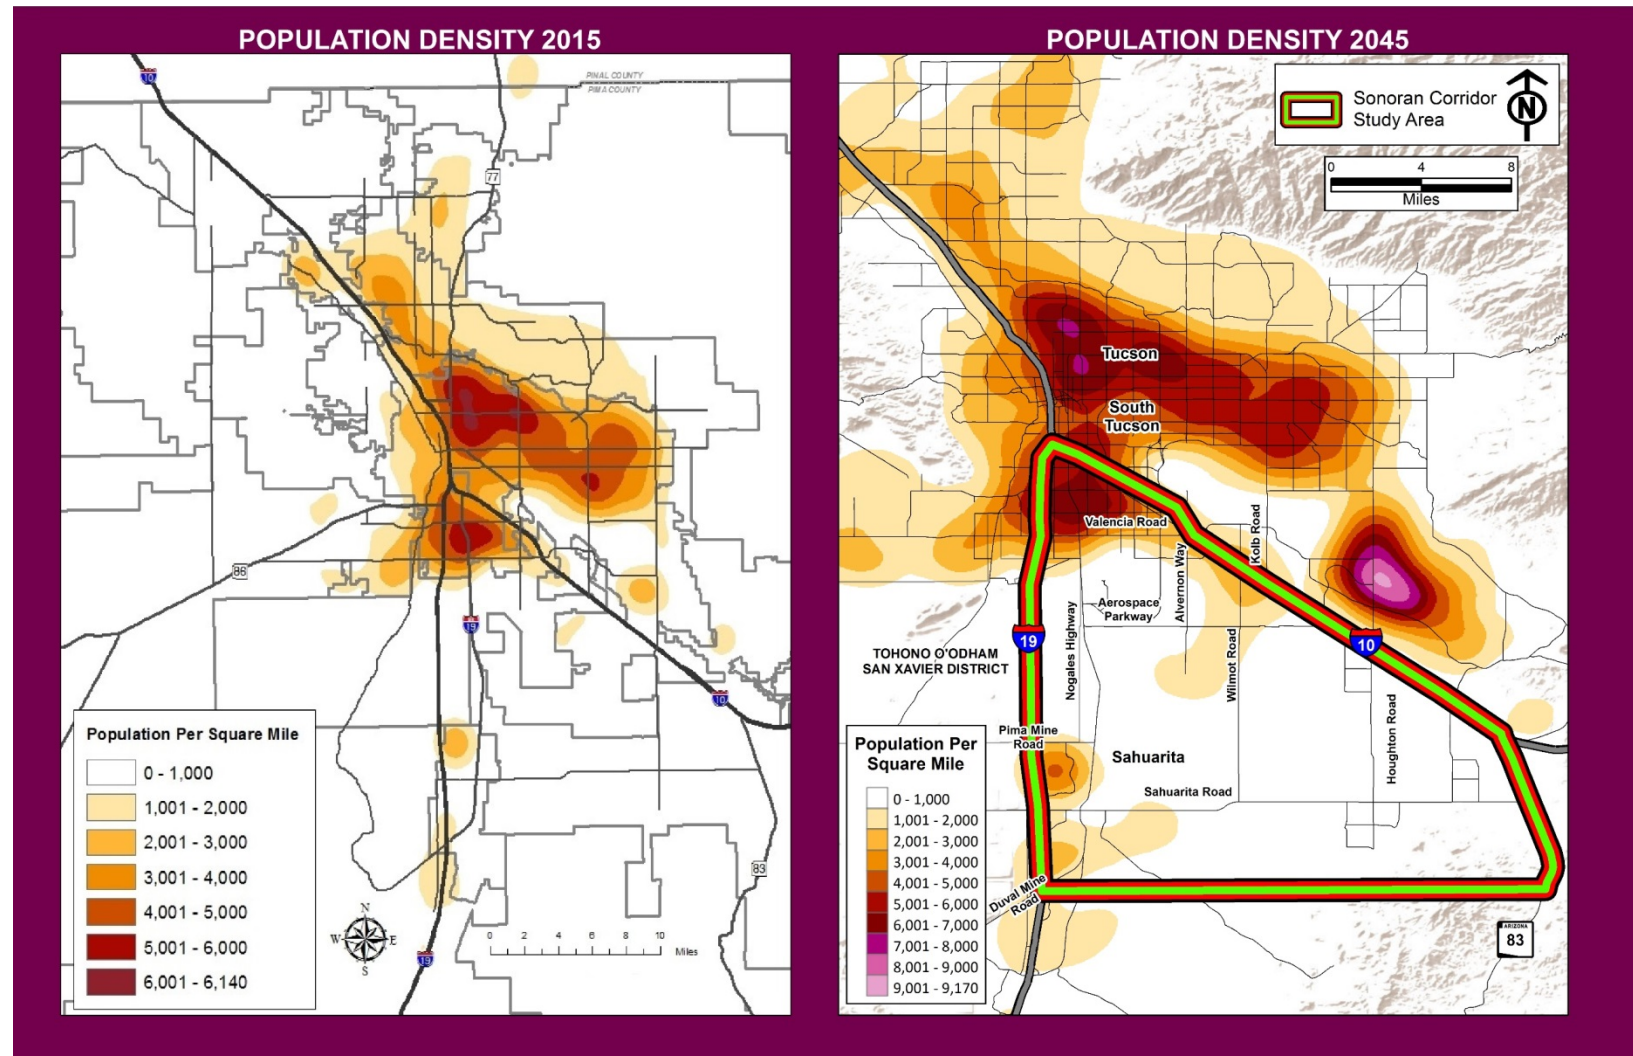 POPULATION DENSITY 2015
10
PINAL COUNTY
PIMA COUNTY
77
86
19
10
83
19
Population Per Square Mile
0 - 1,000
1,001 - 2,000
2,001 - 3,000
3,001 - 4,000
4,001 - 5,000
5,001 - 6,000
6,001 - 6,140
N
W E
S
0 2 4 6 8 10
Miles
POPULATION DENSITY 2045
Sonoran Corridor
Study Area
N
0 4 8
Miles
Tucson
South
Tucson
Valencia Road
Kolb Road
Alvernon Way
Aerospace
Parkway
Nogales Highway
19
10
TOHONO O'ODHAM
SAN XAVIER DISTRICT
Wilmot Road
Houghton Road
Pima Mine
Road
Sahuarita
Sahuarita Road
Duval Mine
Road
ARIZONA
83
Population Per
Square Mile
0 - 1,000
1,001 - 2,000
2,001 - 3,000
3,001 - 4,000
4,001 - 5,000
5,001 - 6,000
6,001 - 7,000
7,001 - 8,000
8,001 - 9,000
9,001 - 9,170